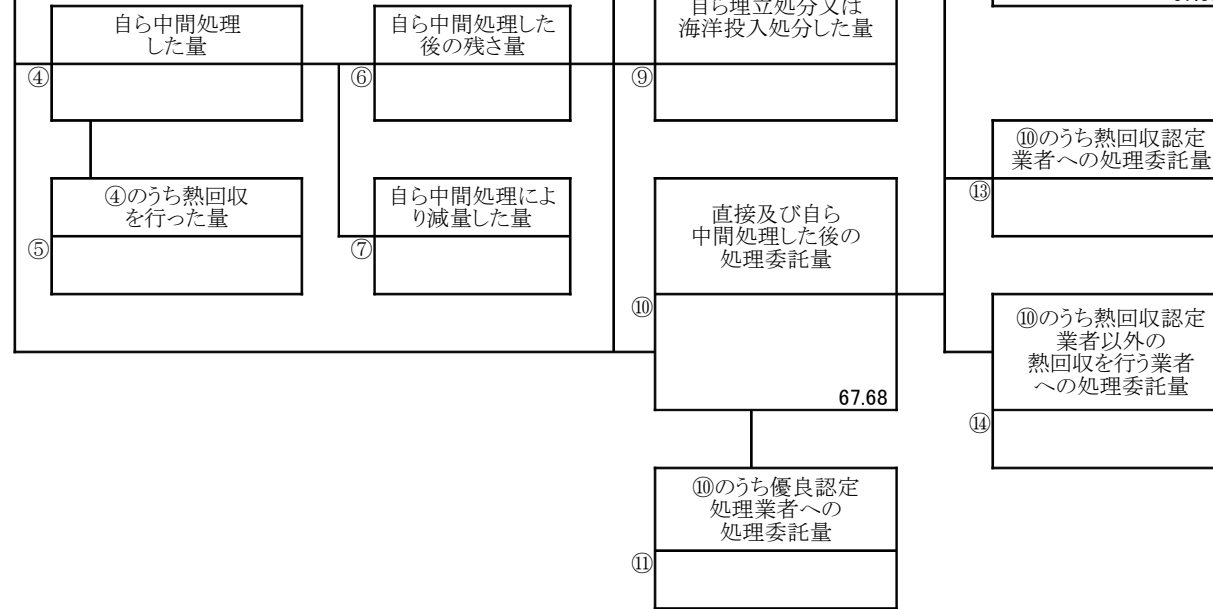 自ら中間処理
した量
④
⑤
④のうち熱回収
を行った量
自ら中間処理した
後の残さ量
⑥
自ら中間処理によ
り減量した量
⑦
自ら埋立処分又は
海洋投入処分した量
⑨
直接及び自ら
中間処理した後の
処理委託量
⑩
67.68
⑩のうち優良認定
処理業者への
処理委託量
⑪
⑩のうち熱回収認定
業者への処理委託量
⑬
⑩のうち熱回収認定
業者以外の
熱回収を行う業者
への処理委託量
⑭